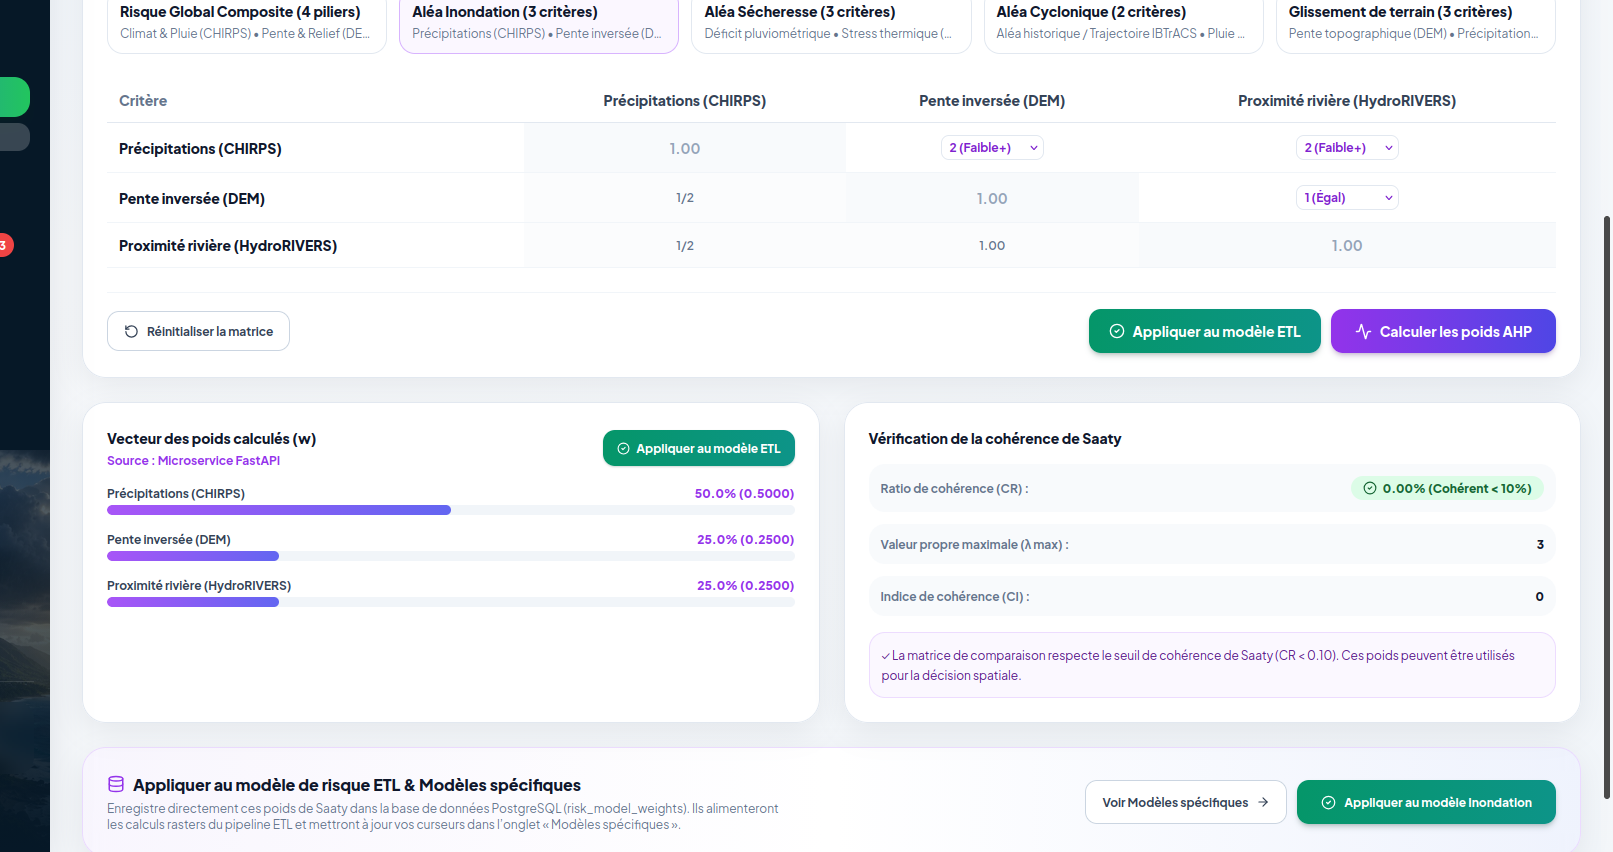 Risque Global Composite (4 piliers)
Climat & Pluie (CHIRPS) • Pente & Relief (DE...
Aléa Inondation (3 critères)
Précipitations (CHIRPS) • Pente inversée (D...
Aléa Sécheresse (3 critères)
Déficit pluviométrique • Stress thermique (...
Aléa Cyclonique (2 critères)
Aléa historique / Trajectoire IBTrACS • Pluie ...
Glissement de terrain (3 critères)
Pente topographique (DEM) • Précipitation...
Critère Précipitations (CHIRPS) Pente inversée (DEM) Proximité rivière (HydroRIVERS)
Précipitations (CHIRPS) 1.00 2 (Faible+) 2 (Faible+)
Pente inversée (DEM) 1/2 1.00 1 (Égal)
3
Proximité rivière (HydroRIVERS) 1/2 1.00 1.00
Réinitialiser la matrice
Appliquer au modèle ETL
Calculer les poids AHP
Vecteur des poids calculés (w)
Source : Microservice FastAPI
Appliquer au modèle ETL
Précipitations (CHIRPS) 50.0% (0.5000)
Pente inversée (DEM) 25.0% (0.2500)
Proximité rivière (HydroRIVERS) 25.0% (0.2500)
Vérification de la cohérence de Saaty
Ratio de cohérence (CR) : 0.00% (Cohérent < 10%)
Valeur propre maximale (λ max) : 3
Indice de cohérence (CI) : 0
✓ La matrice de comparaison respecte le seuil de cohérence de Saaty (CR < 0.10). Ces poids peuvent être utilisés
pour la décision spatiale.
Appliquer au modèle de risque ETL & Modèles spécifiques
Enregistre directement ces poids de Saaty dans la base de données PostgreSQL (risk_model_weights). Ils alimenteront
les calculs rasters du pipeline ETL et mettront à jour vos curseurs dans l'onglet « Modèles spécifiques ».
Voir Modèles spécifiques →
Appliquer au modèle Inondation